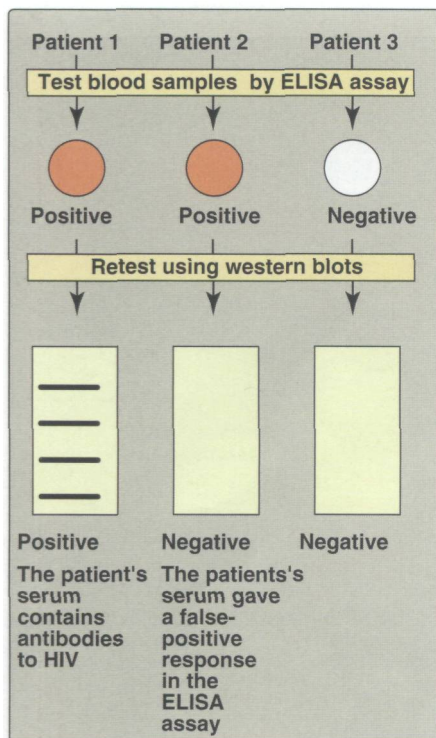 Patient 1 Patient 2 Patient 3
Test blood samples by ELISA assay
Positive Positive Negative
Retest using western blots
Positive Negative Negative
The patient's
serum
contains
antibodies
to HIV
The patients's
serum gave
a false-
positive
response
in the
ELISA
assay